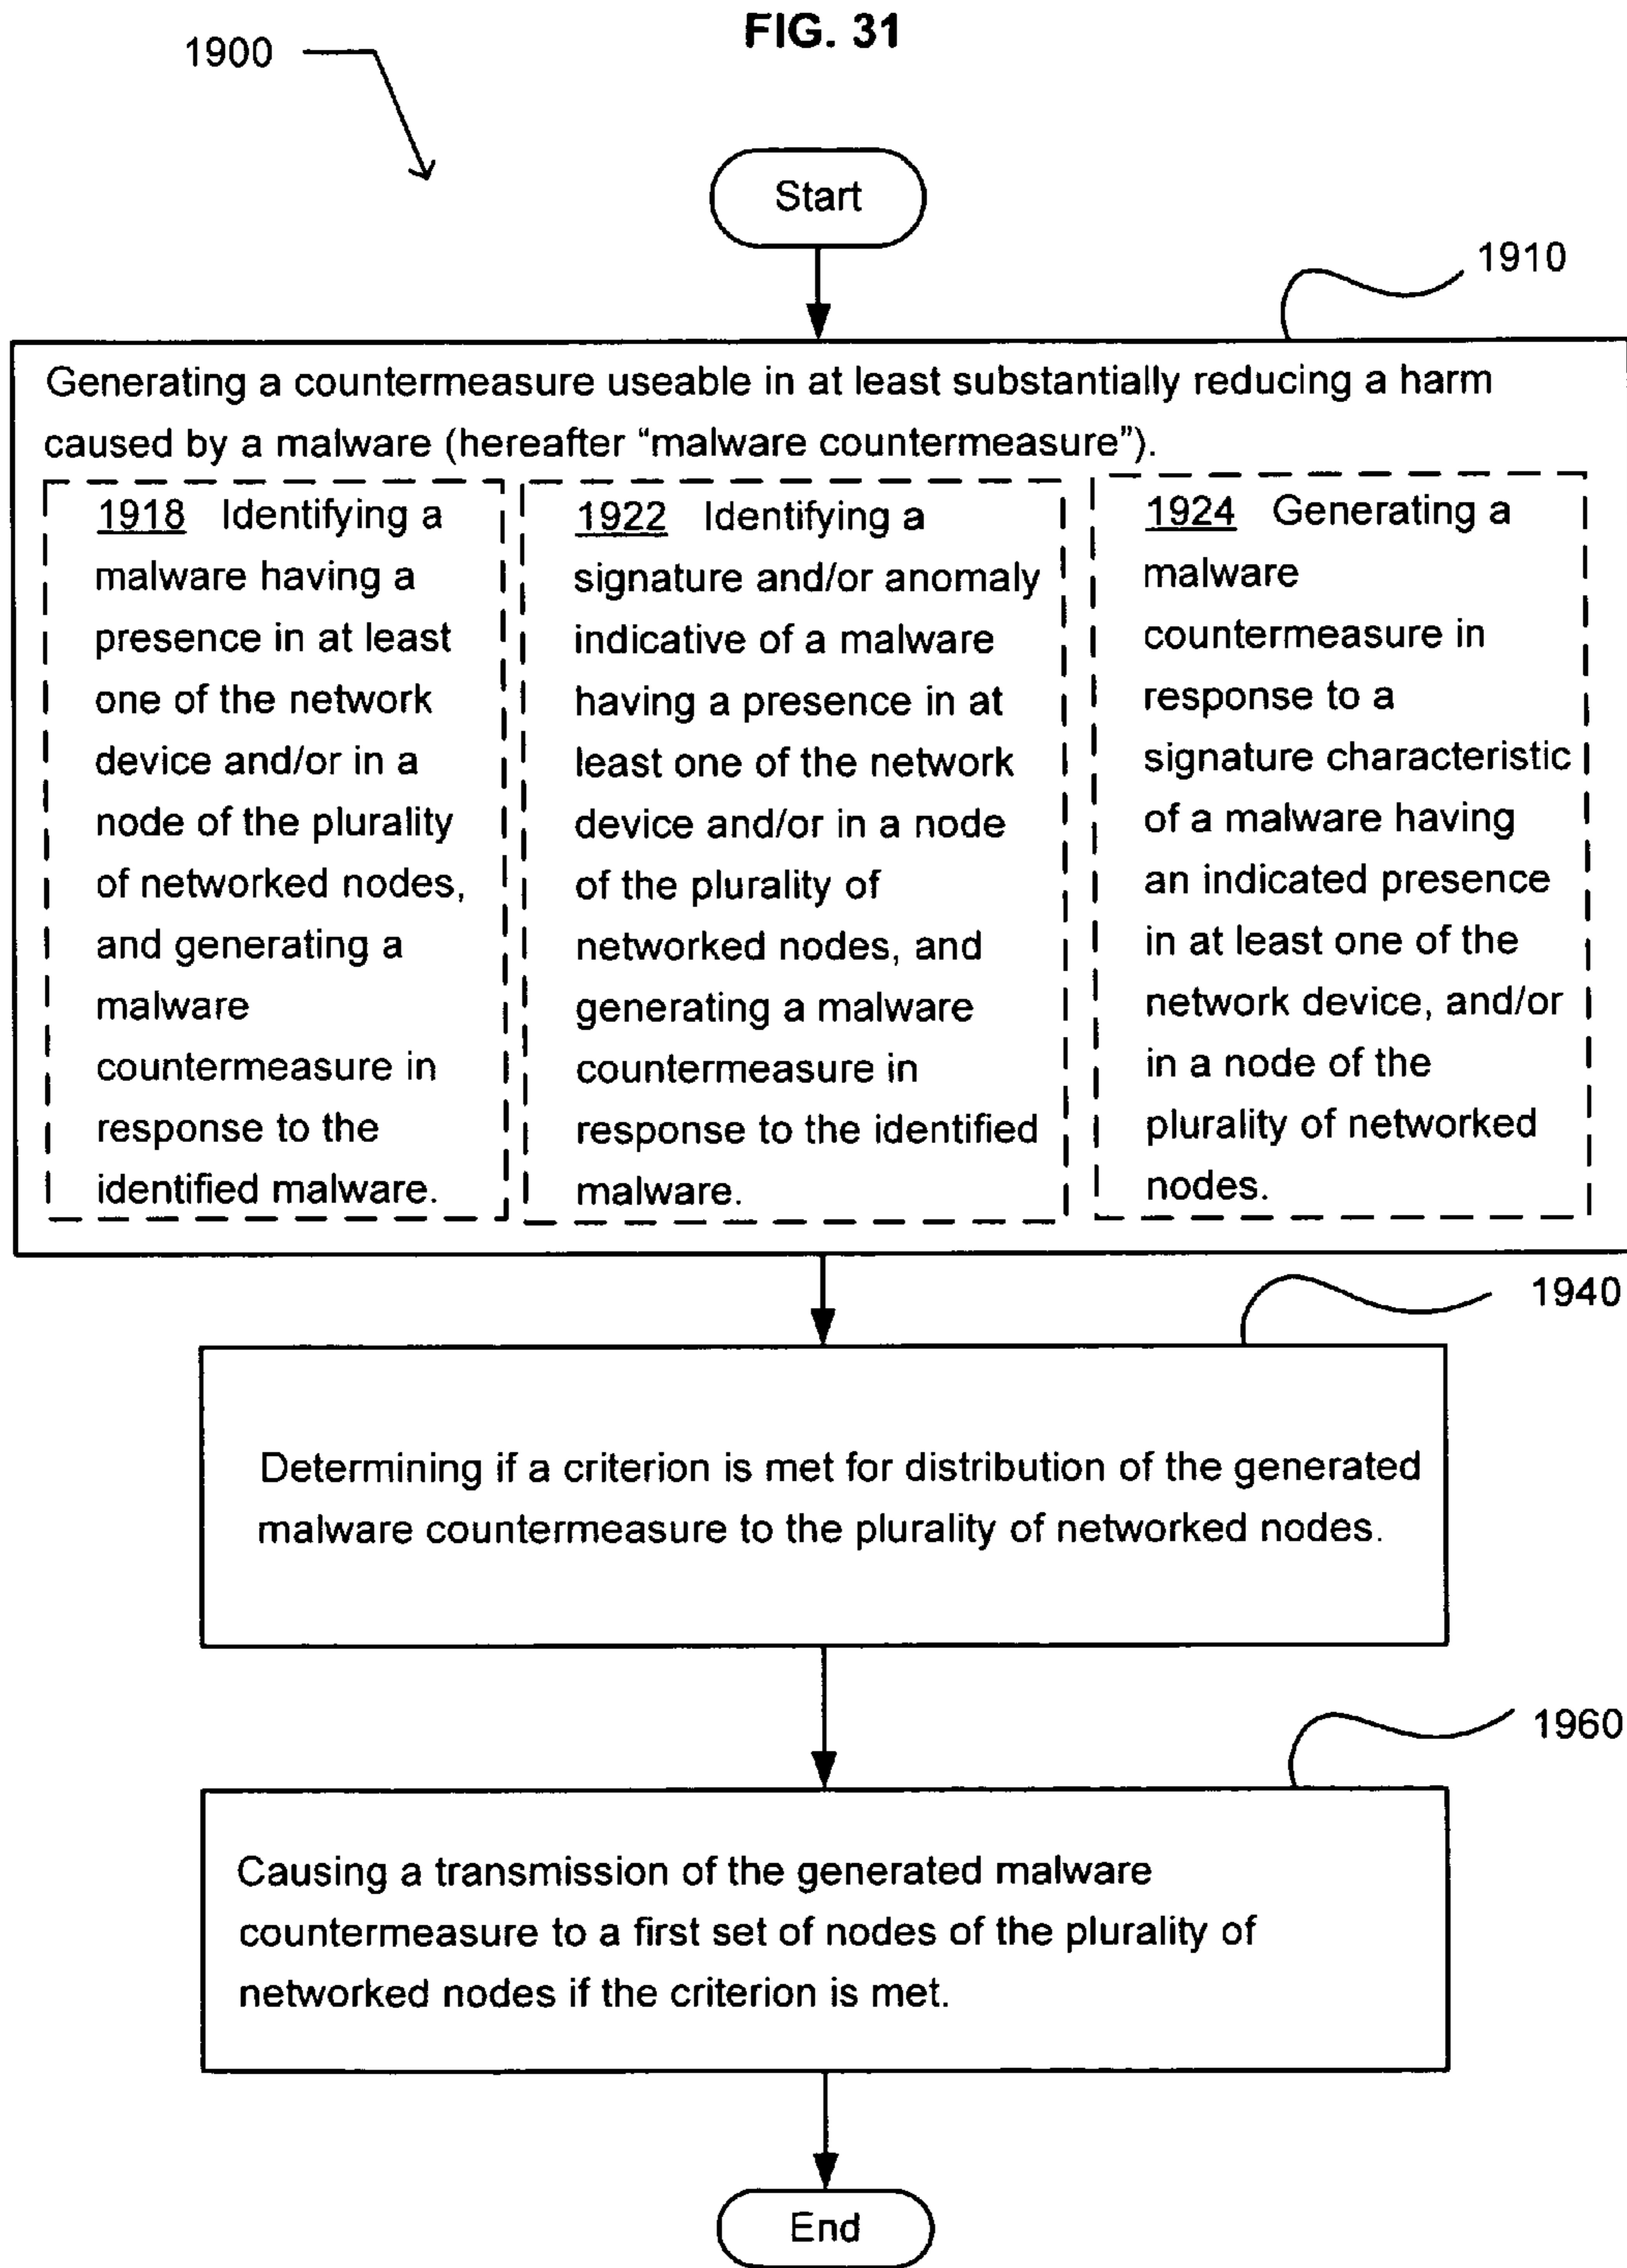 FIG. 31
1900
Start
1910
Generating a countermeasure useable in at least substantially reducing a harm
caused by a malware (hereafter “malware countermeasure”).
1918 Identifying a
malware having a
presence in at least
one of the network
device and/or in a
node of the plurality
of networked nodes,
and generating a
malware
countermeasure in
response to the
identified malware.
1922 Identifying a
signature and/or anomaly
indicative of a malware
having a presence in at
least one of the network
device and/or in a node
of the plurality of
networked nodes, and
generating a malware
countermeasure in
response to the identified
malware.
1924 Generating a
malware
countermeasure in
response to a
signature characteristic
of a malware having
an indicated presence
in at least one of the
network device, and/or
in a node of the
plurality of networked
nodes.
1940
Determining if a criterion is met for distribution of the generated
malware countermeasure to the plurality of networked nodes.
1960
Causing a transmission of the generated malware
countermeasure to a first set of nodes of the plurality of
networked nodes if the criterion is met.
End